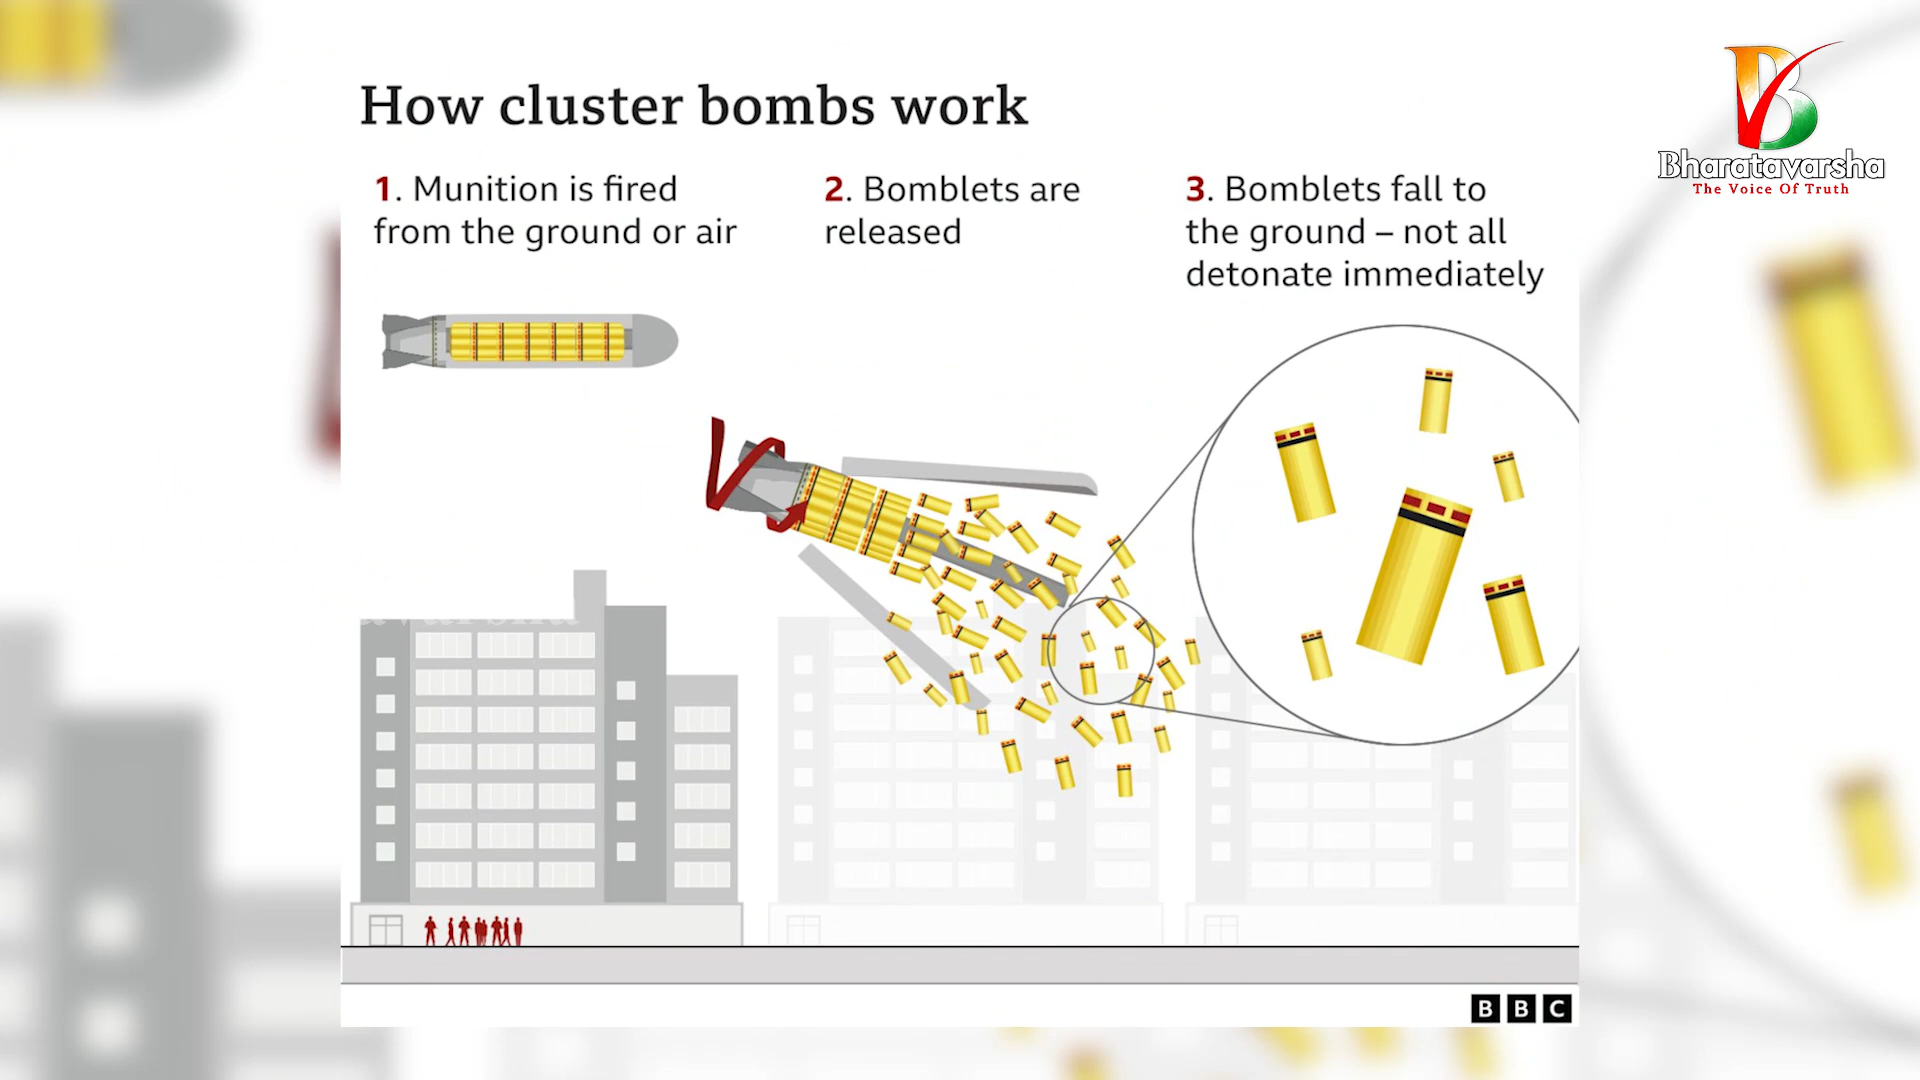 How cluster bombs work
1. Munition is fired
from the ground or air
2. Bomblets are
released
3. Bomblets fall to
the ground – not all
detonate immediately
B
Bharatavarsha
The Voice Of Truth
BBC